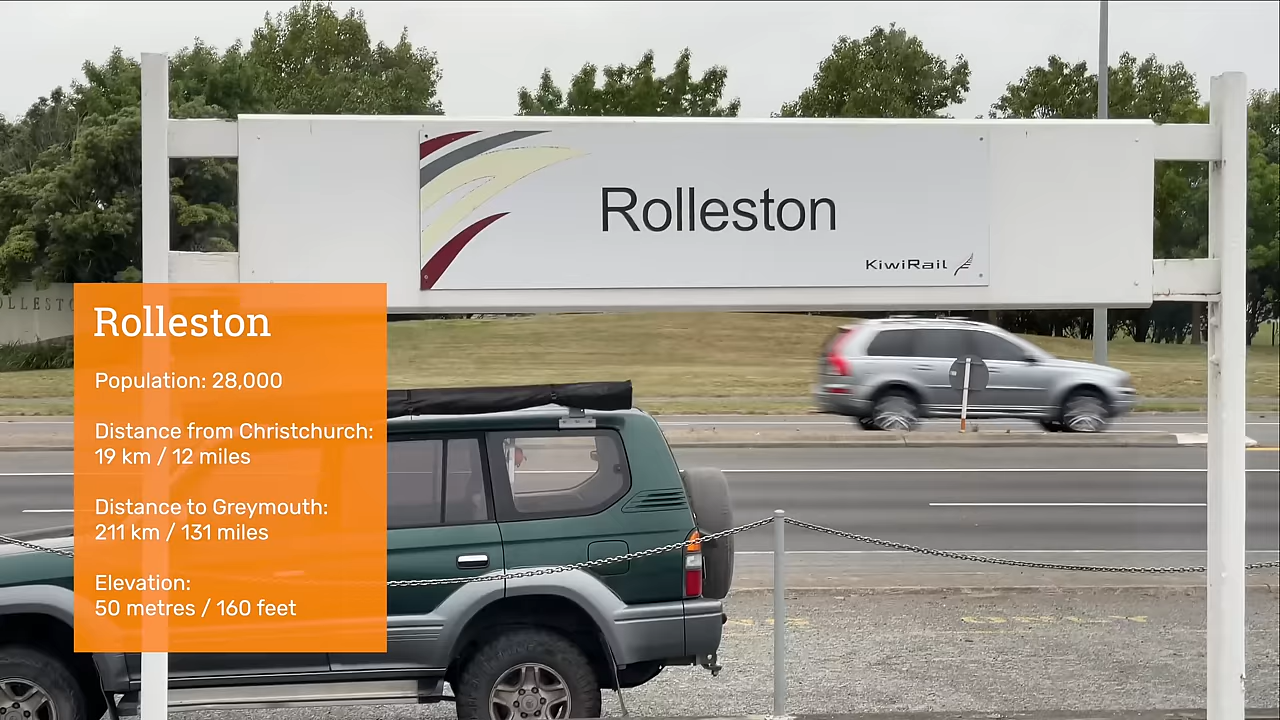 Rolleston
KiwiRail
Rolleston
Population: 28,000
Distance from Christchurch:
19 km / 12 miles
Distance to Greymouth:
211 km / 131 miles
Elevation:
50 metres / 160 feet